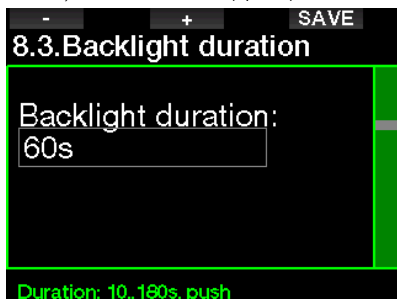 - + SAVE
8.3.Backlight duration
Backlight duration:
60s
Duration: 10..180s, push